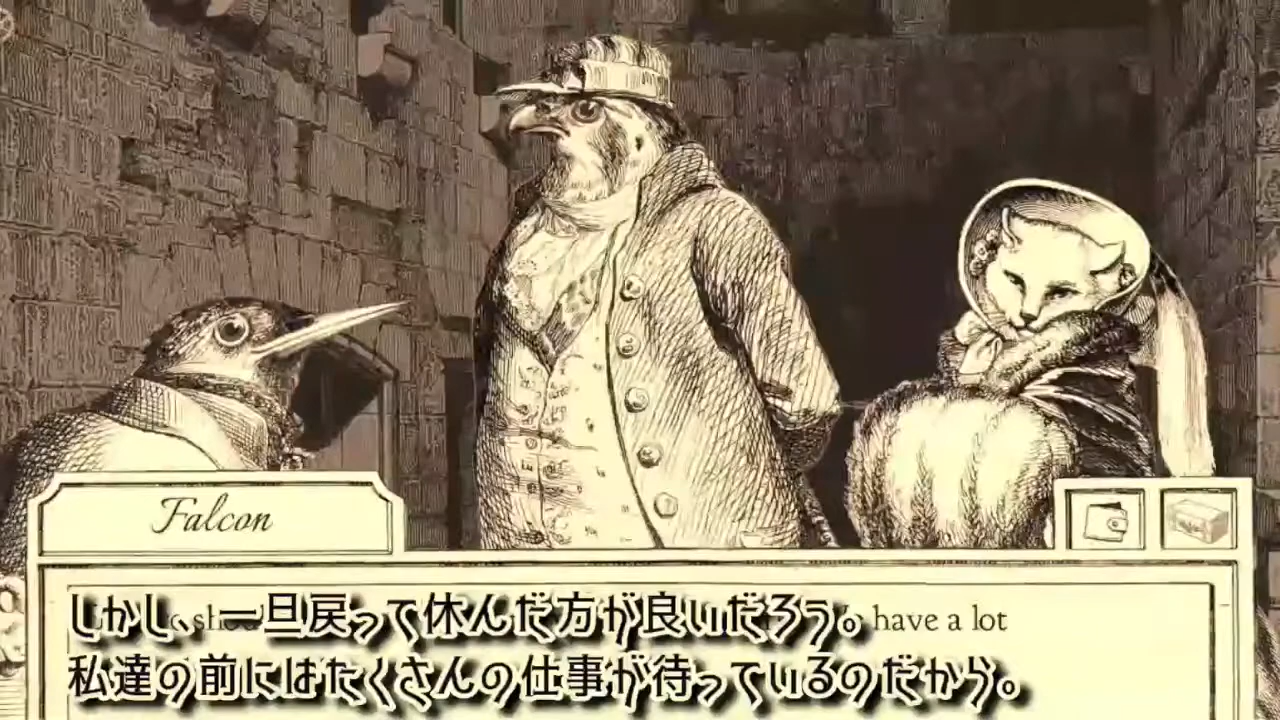 Falcon
しかし、一旦戻って休んだ方が良いだろう。
have a lot
私達の前にはたくさんの仕事が待っているのだから。